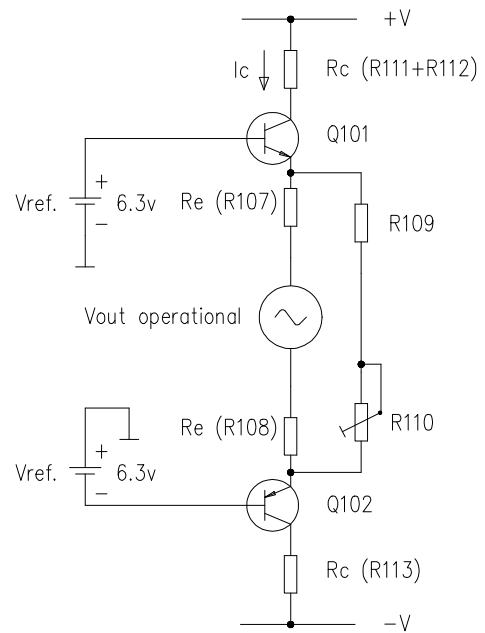 +V
Ic
Rc (R111+R112)
Q101
+
Vref.
6.3v
Re (R107)
−
R109
Vout operational
Re (R108)
R110
+
Vref.
6.3v
−
Q102
Rc (R113)
−V